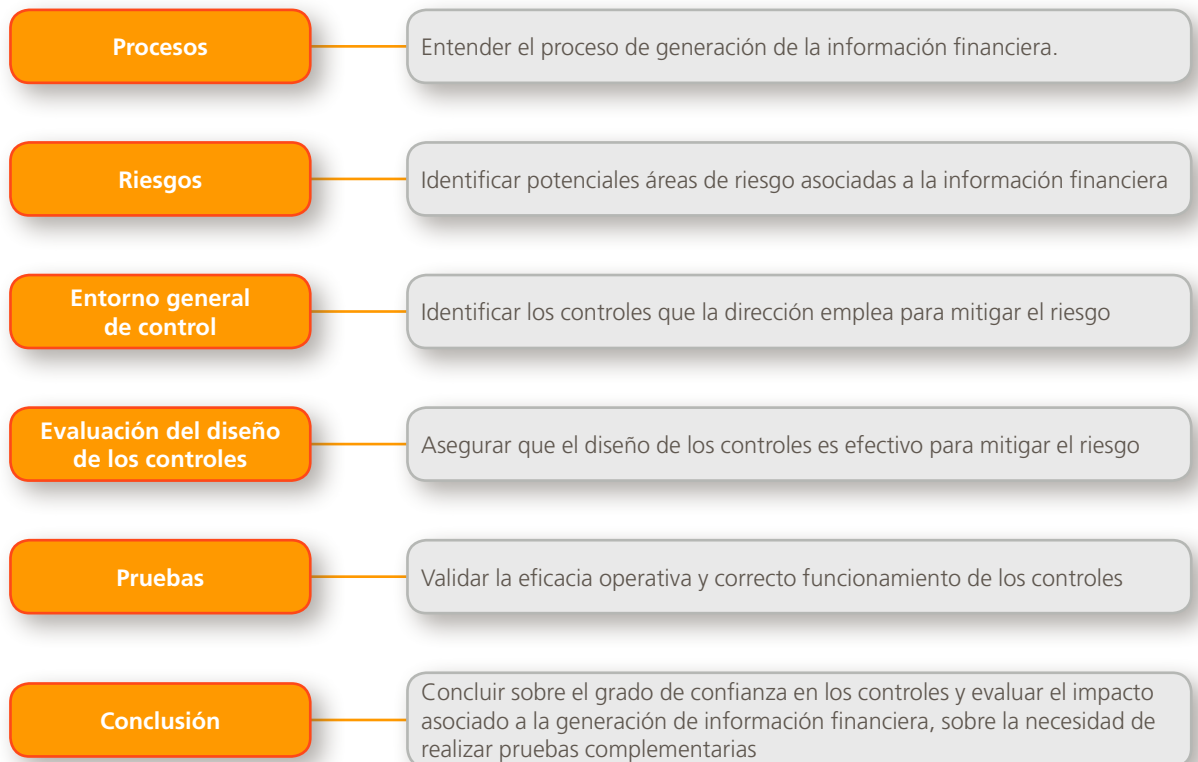 Procesos
Entender el proceso de generación de la información financiera.
Riesgos
Identificar potenciales áreas de riesgo asociadas a la información financiera
Entorno general
de control
Identificar los controles que la dirección emplea para mitigar el riesgo
Evaluación del diseño
de los controles
Asegurar que el diseño de los controles es efectivo para mitigar el riesgo
Pruebas
Validar la eficacia operativa y correcto funcionamiento de los controles
Conclusión
Concluir sobre el grado de confianza en los controles y evaluar el impacto
asociado a la generación de información financiera, sobre la necesidad de
realizar pruebas complementarias